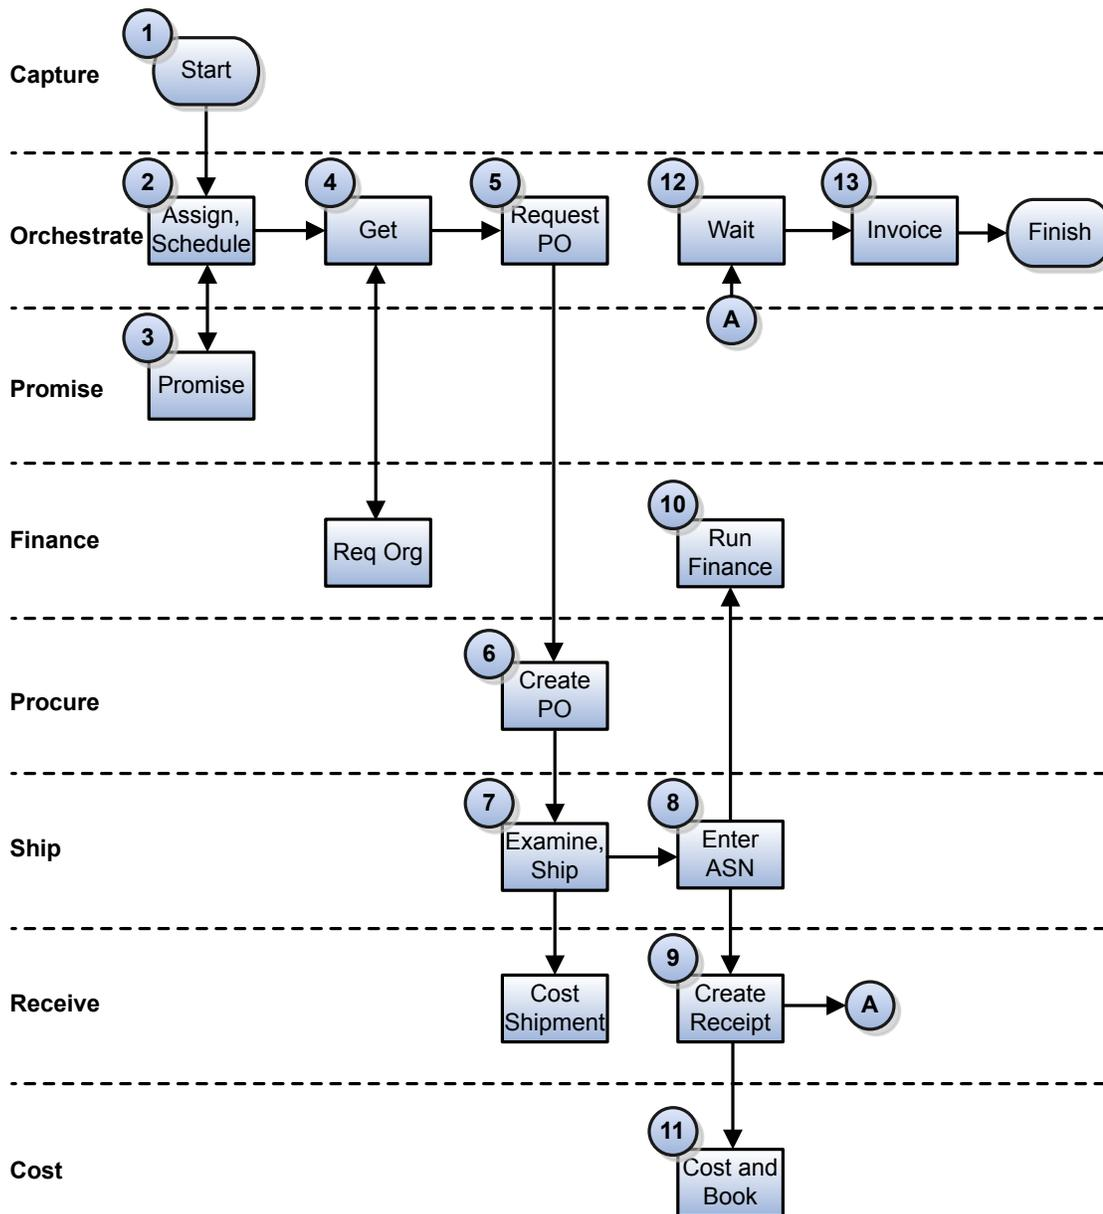 1
Capture
Start
2
4
5
12
13
Orchestrate
Assign,
Schedule
Get
Request
PO
Wait
Invoice
Finish
A
3
Promise
Promise
10
Finance
Req Org
Run
Finance
6
Procure
Create
PO
7
8
Ship
Examine,
Ship
Enter
ASN
9
Receive
Cost
Shipment
Create
Receipt
A
11
Cost
Cost and
Book